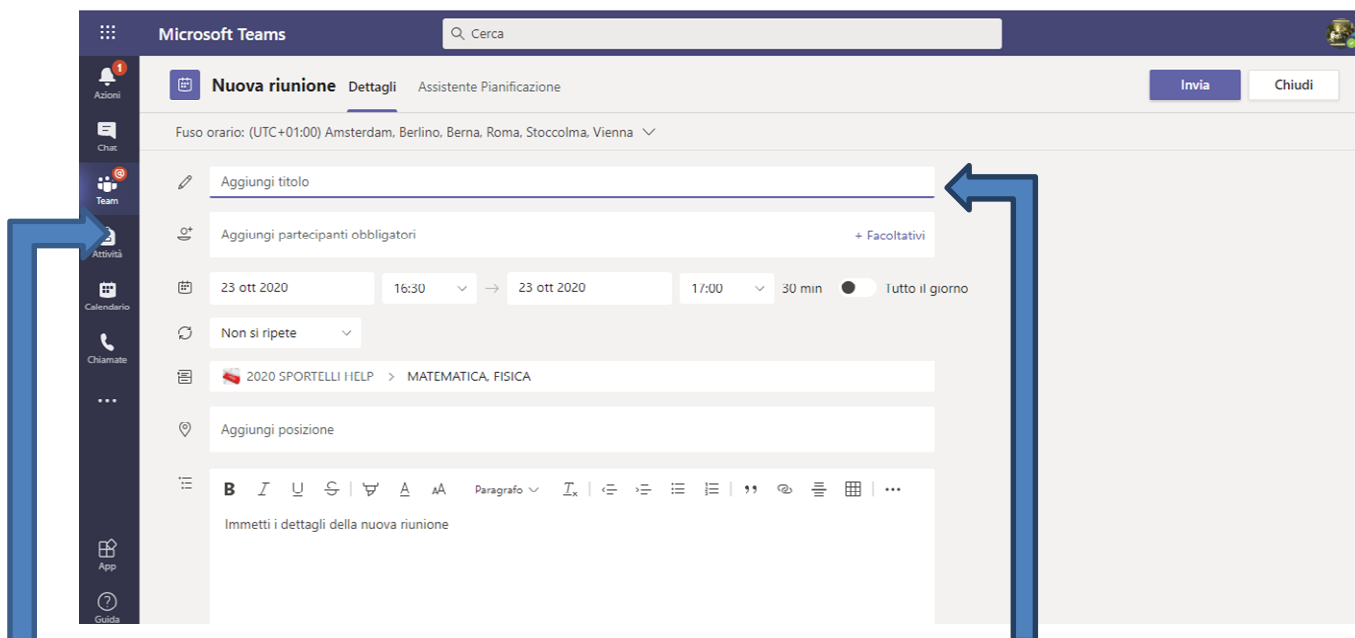 Microsoft Teams
Cerca
1
Azioni
Chat
@
Team
Attività
Calendario
Chiamate
App
Guida
Nuova riunione Dettagli Assistente Pianificazione
Invia Chiudi
Fuso orario: (UTC+01:00) Amsterdam, Berlino, Berna, Roma, Stoccolma, Vienna
Aggiungi titolo
Aggiungi partecipanti obbligatori + Facoltativi
23 ott 2020 16:30 → 23 ott 2020 17:00 30 min Tutto il giorno
Non si ripete
2020 SPORTELLI HELP > MATEMATICA, FISICA
Aggiungi posizione
B I U S A AA Paragrafo Tx
Immetti i dettagli della nuova riunione